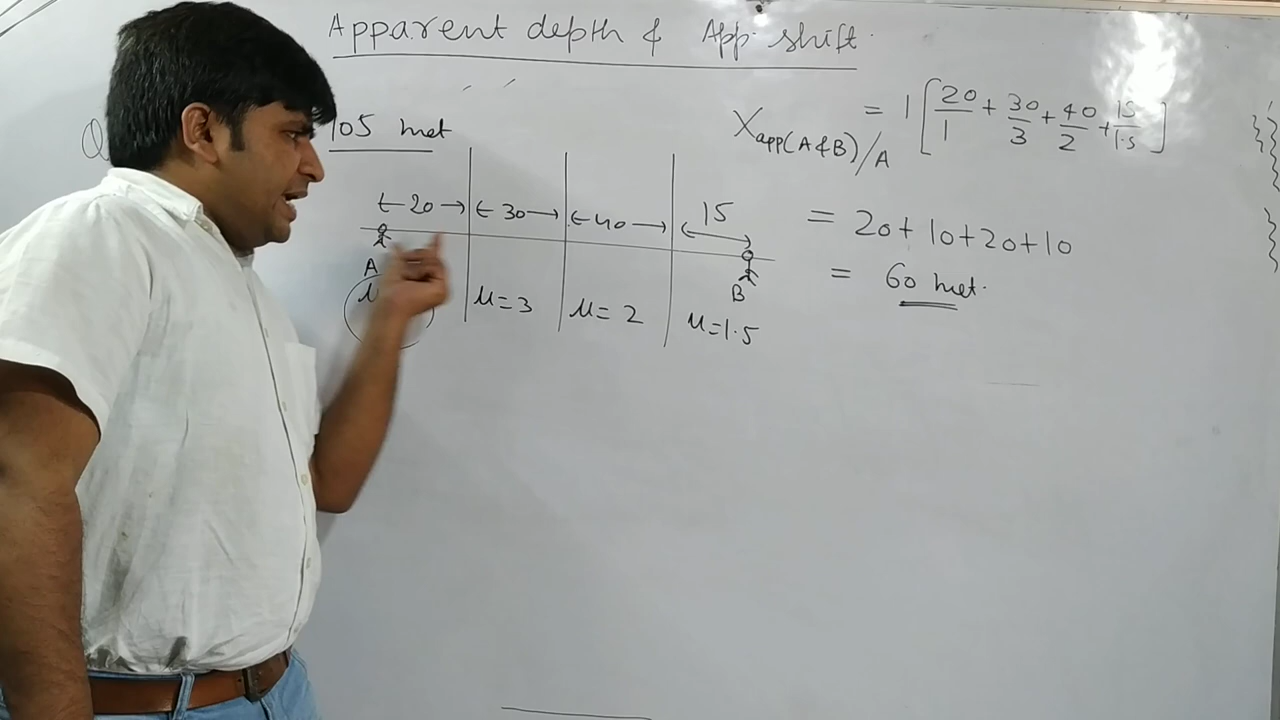 Apparent depth & App. shift.
Q
105 met
X app(A&B)/A = 1 [ 20/1 + 30/3 + 40/2 + 15/1.5 ]
20 30 40 15
= 20 + 10 + 20 + 10
= 60 met.
A B
μ μ=3 μ=2 μ=1.5